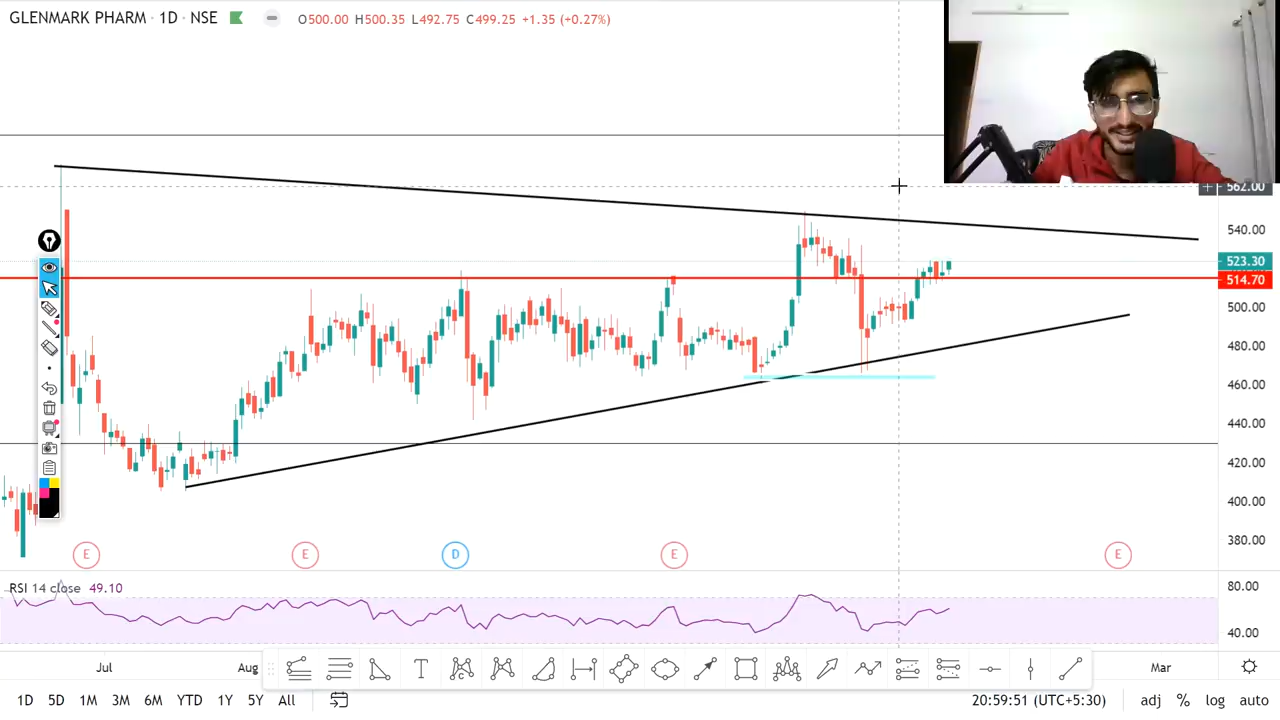 GLENMARK PHARM · 1D · NSE
O500.00 H500.35 L492.75 C499.25 +1.35 (+0.27%)
562.00
540.00
523.30
514.70
500.00
480.00
460.00
440.00
420.00
400.00
380.00
E E D E E
RSI 14 close 49.10
80.00
40.00
Jul Aug Mar
T
1D 5D 1M 3M 6M YTD 1Y 5Y All 20:59:51 (UTC+5:30) adj % log auto